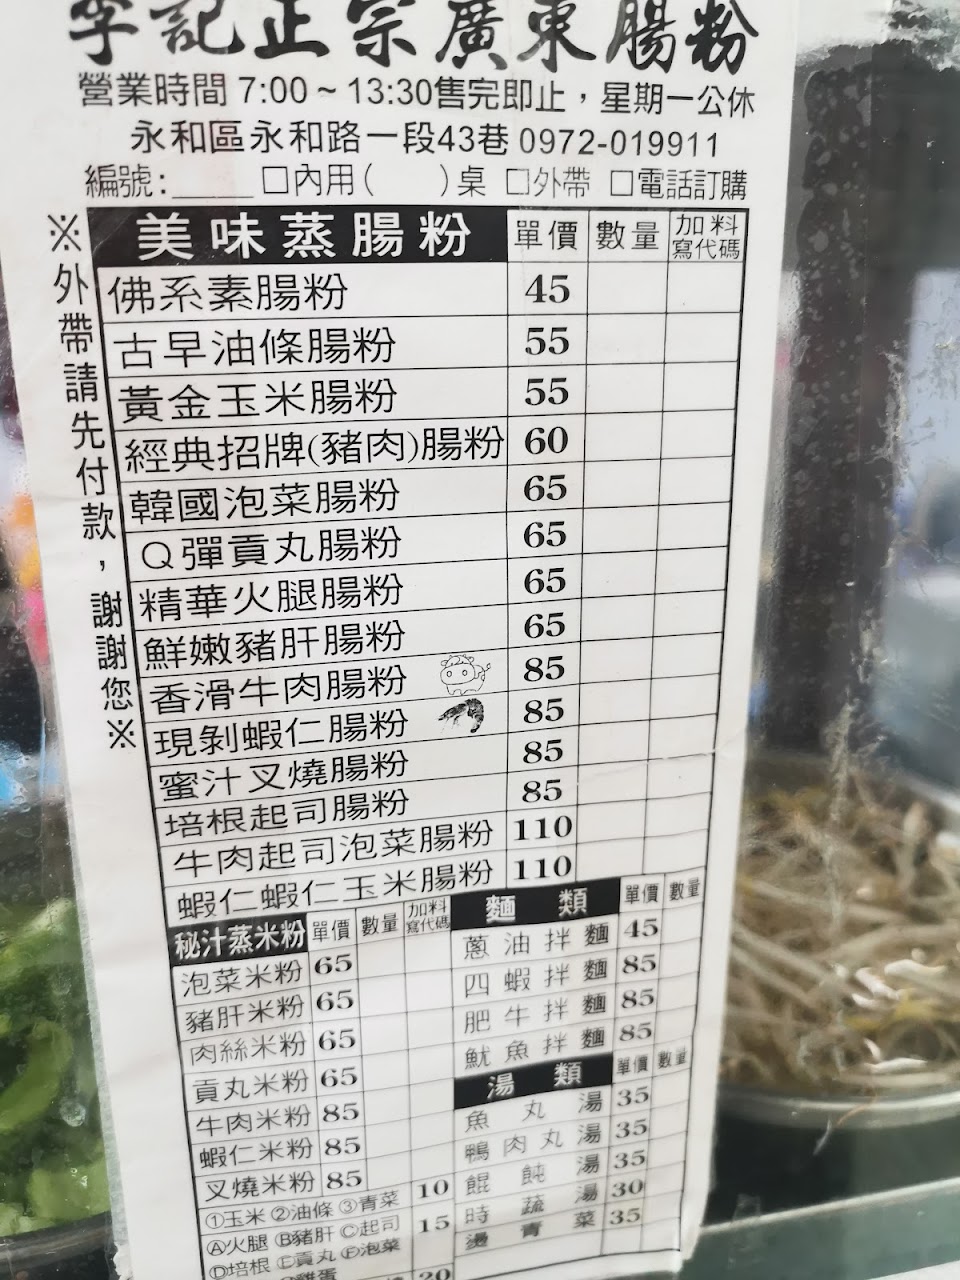 李記正宗廣東腸粉
營業時間 7:00 ~ 13:30售完即止，星期一公休
永和區永和路一段43巷 0972-019911
編號:_____ □內用(　　)桌 □外帶 □電話訂購
※外帶請先付款，謝謝您※
美味蒸腸粉 單價 數量 加料寫代碼
佛系素腸粉 45
古早油條腸粉 55
黃金玉米腸粉 55
經典招牌(豬肉)腸粉 60
韓國泡菜腸粉 65
Q彈貢丸腸粉 65
精華火腿腸粉 65
鮮嫩豬肝腸粉 65
香滑牛肉腸粉 85
現剝蝦仁腸粉 85
蜜汁叉燒腸粉 85
培根起司腸粉 85
牛肉起司泡菜腸粉 110
蝦仁蝦仁玉米腸粉 110
秘汁蒸米粉 單價 數量 加料寫代碼
泡菜米粉 65
豬肝米粉 65
肉絲米粉 65
貢丸米粉 65
牛肉米粉 85
蝦仁米粉 85
叉燒米粉 85
①玉米 ②油條 ③青菜 10
Ⓐ火腿 Ⓑ豬肝 Ⓒ起司 15
Ⓓ培根 Ⓔ貢丸 Ⓕ泡菜
雞蛋
20
麵類 單價 數量
蔥油拌麵 45
四蝦拌麵 85
肥牛拌麵 85
魷魚拌麵 85
湯類 單價 數量
魚丸湯 35
鴨肉丸湯 35
餛飩湯 35
時蔬湯 30
燙青菜 35